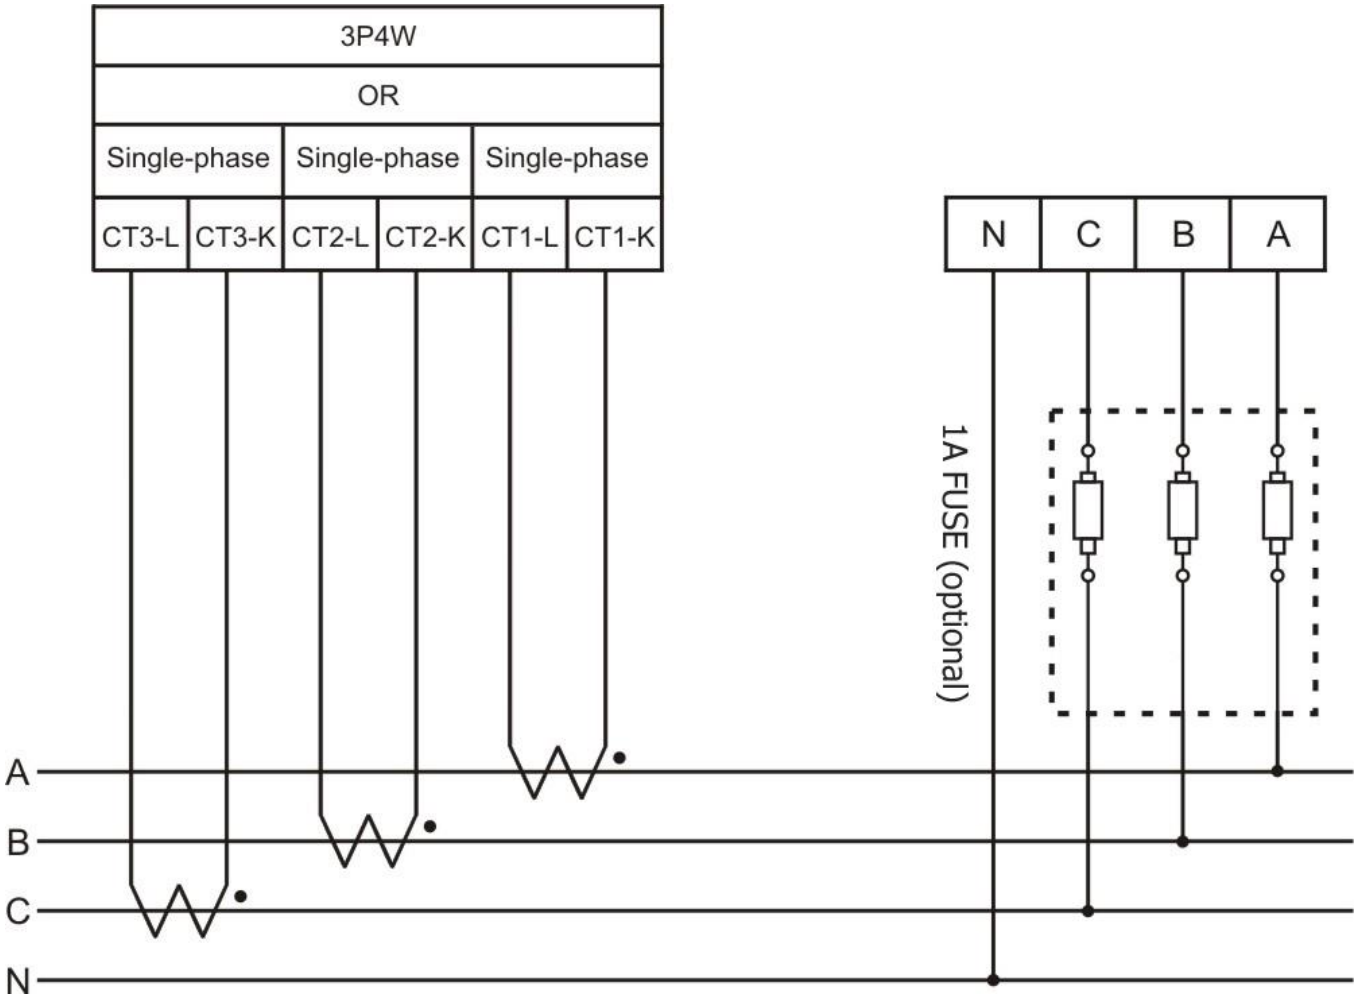 3P4W
OR
Single-phase Single-phase Single-phase
CT3-L CT3-K CT2-L CT2-K CT1-L CT1-K
N C B A
1A FUSE (optional)
A
B
C
N